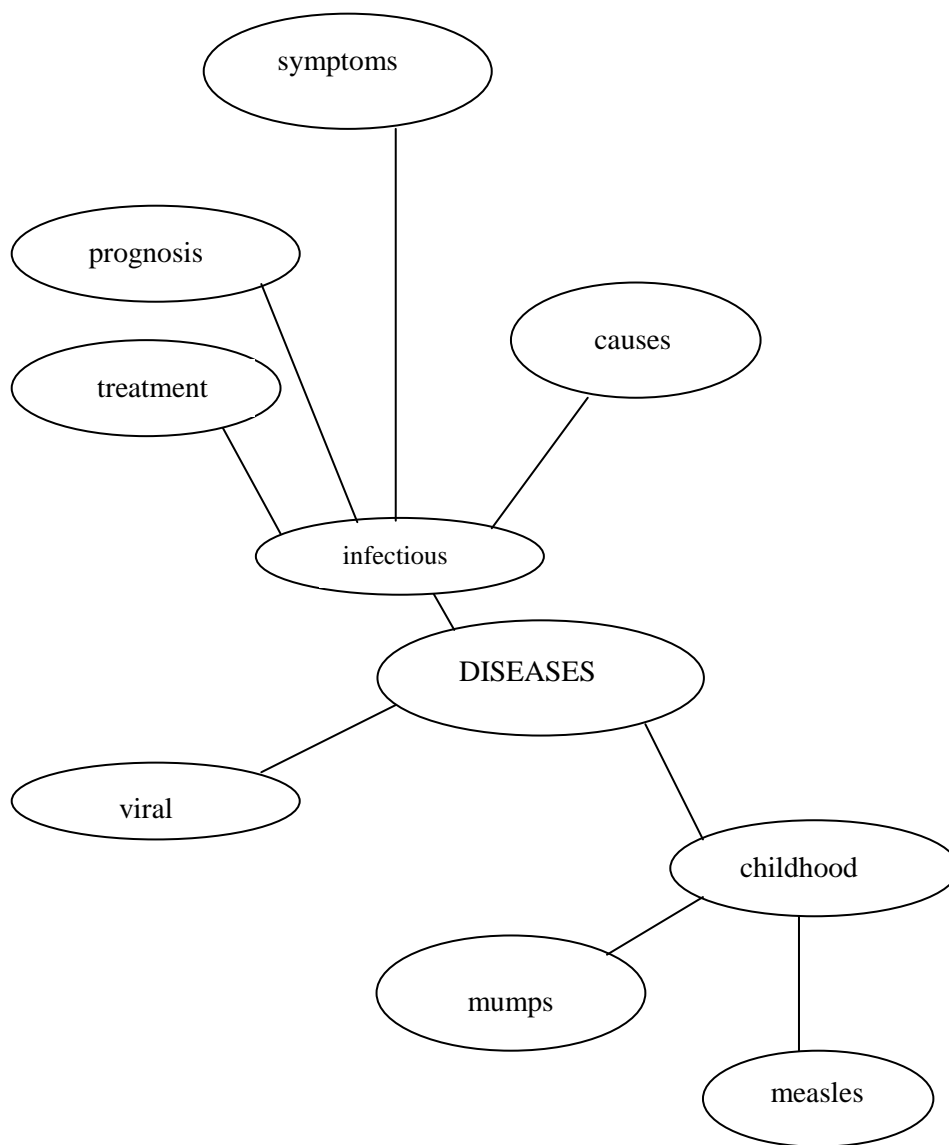 symptoms
prognosis
causes
treatment
infectious
DISEASES
viral
childhood
mumps
measles